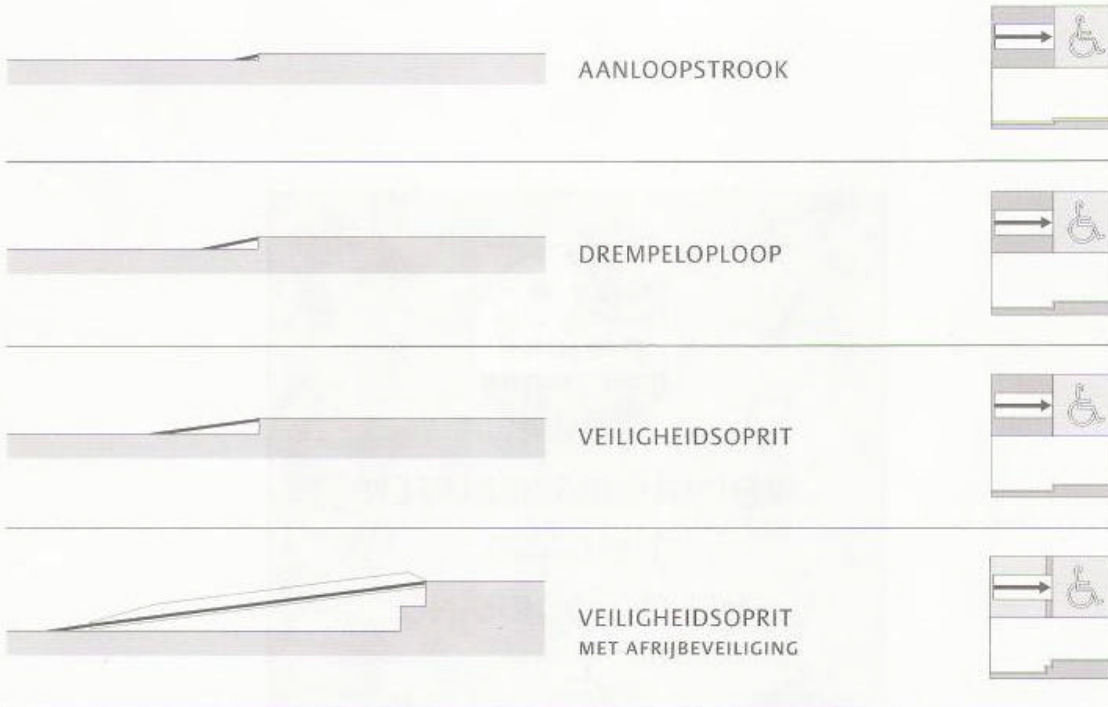 AANLOOPSTROOK
DREMPELOPLOOP
VEILIGHEIDSOPRIT
VEILIGHEIDSOPRIT
MET AFRIJBEVEILIGING